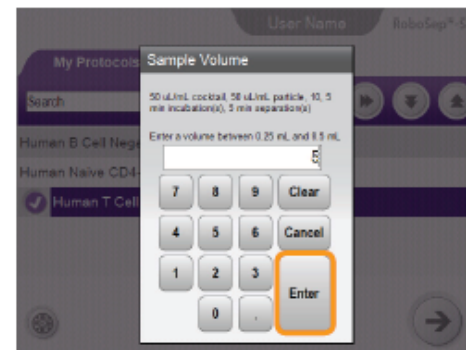 User Name
RoboSep®-S
My Protocols
Sample Volume
Search
50 uL/mL cocktail, 50 uL/mL particle, 10, 5
min incubation(s), 5 min separation(s)
Enter a volume between 0.25 mL and 8.5 mL
5
Human B Cell Nega
Human Naive CD4-
Human T Cell
7 8 9 Clear
4 5 6 Cancel
1 2 3
Enter
0 .